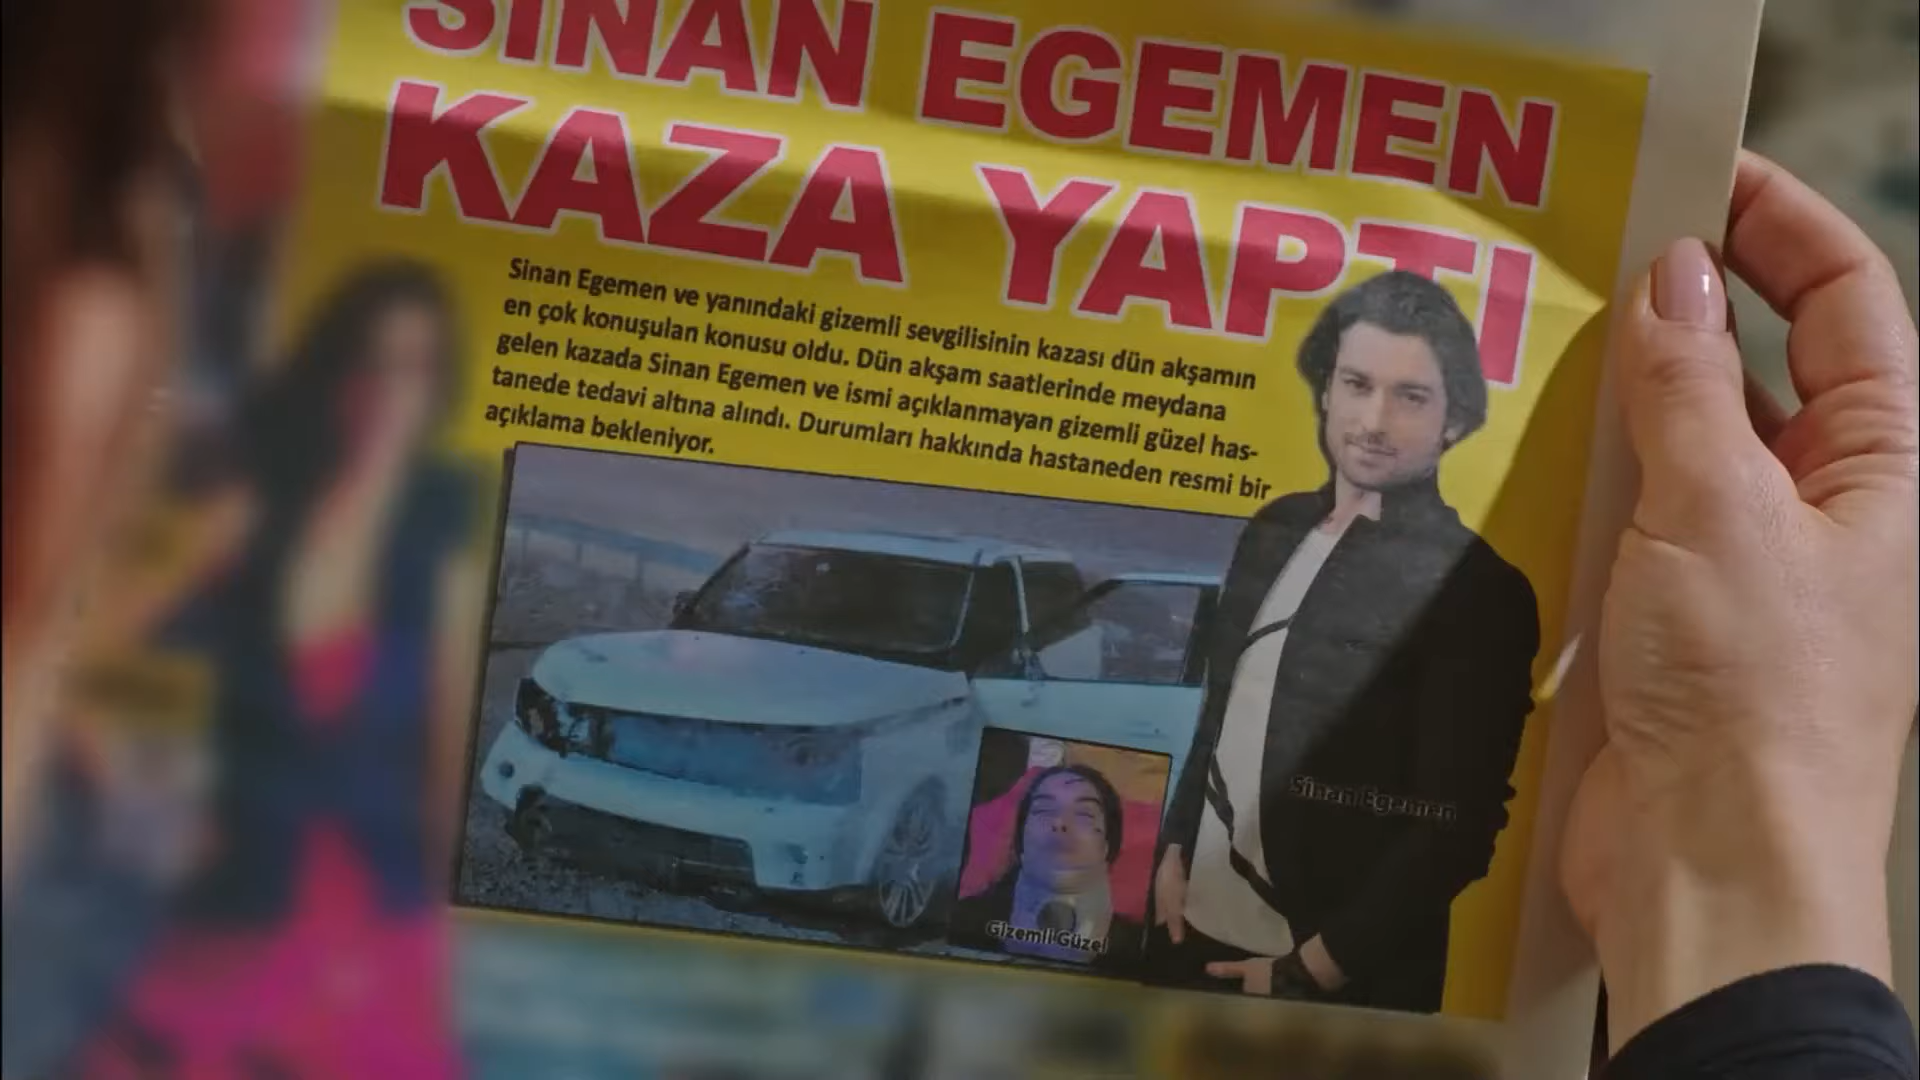 SİNAN EGEMEN
KAZA YAPTI
Sinan Egemen ve yanındaki gizemli sevgilisinin kazası dün akşamın
en çok konuşulan konusu oldu. Dün akşam saatlerinde meydana
gelen kazada Sinan Egemen ve ismi açıklanmayan gizemli güzel has-
tanede tedavi altına alındı. Durumları hakkında hastaneden resmi bir
açıklama bekleniyor.
Sinan Egemen
Gizemli Güzel